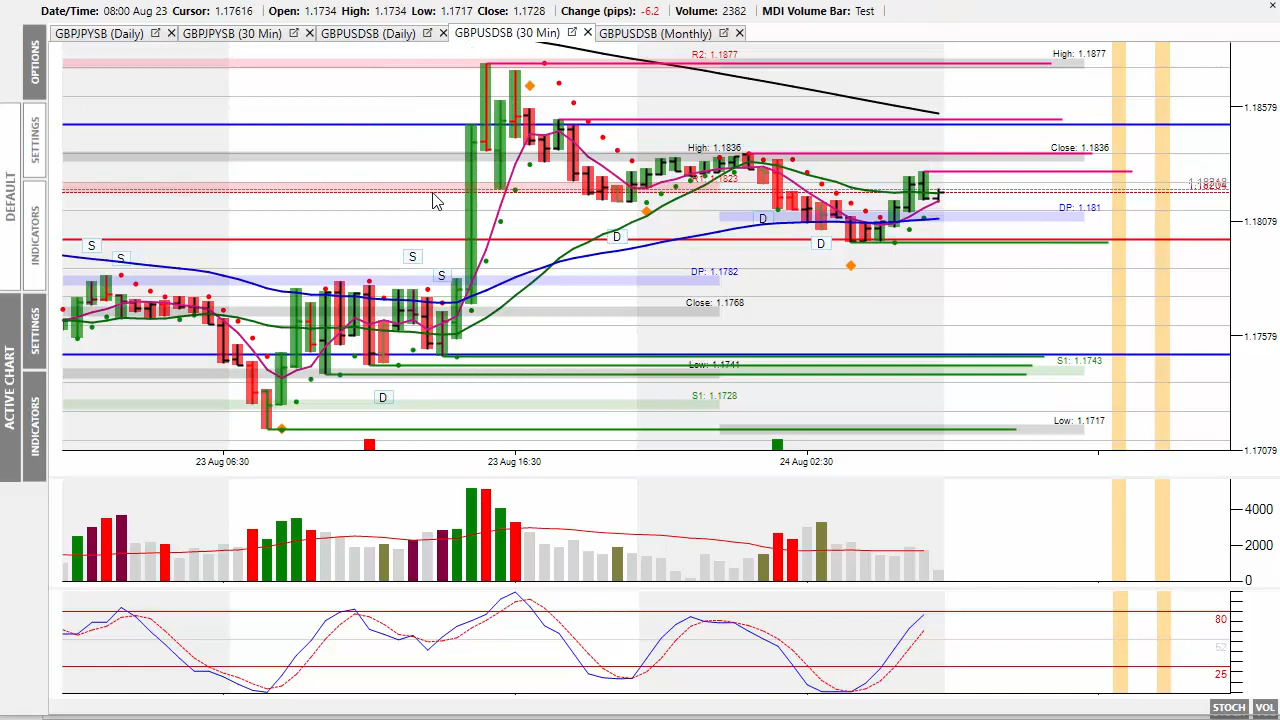 Date/Time: 08:00 Aug 23 Cursor: 1.17616 Open: 1.1734 High: 1.1734 Low: 1.1717 Close: 1.1728 Change (pips): -6.2 Volume: 2382 MDI Volume Bar: Test
GBPJPYSB (Daily) GBPJPYSB (30 Min) GBPUSDSB (Daily) GBPUSDSB (30 Min) GBPUSDSB (Monthly)
OPTIONS
SETTINGS
INDICATORS
DEFAULT
SETTINGS
INDICATORS
ACTIVE CHART
R2: 1.1877
High: 1.1877
1.18579
High: 1.1836
Close: 1.1836
1.18204
DP: 1.181
1.18079
D
D
D
S
S
S
S
DP: 1.1782
Close: 1.1768
1.17579
Low: 1.1741
S1: 1.1743
D
S1: 1.1728
Low: 1.1717
1.17079
23 Aug 06:30
23 Aug 16:30
24 Aug 02:30
4000
2000
0
80
52
25
STOCH VOL